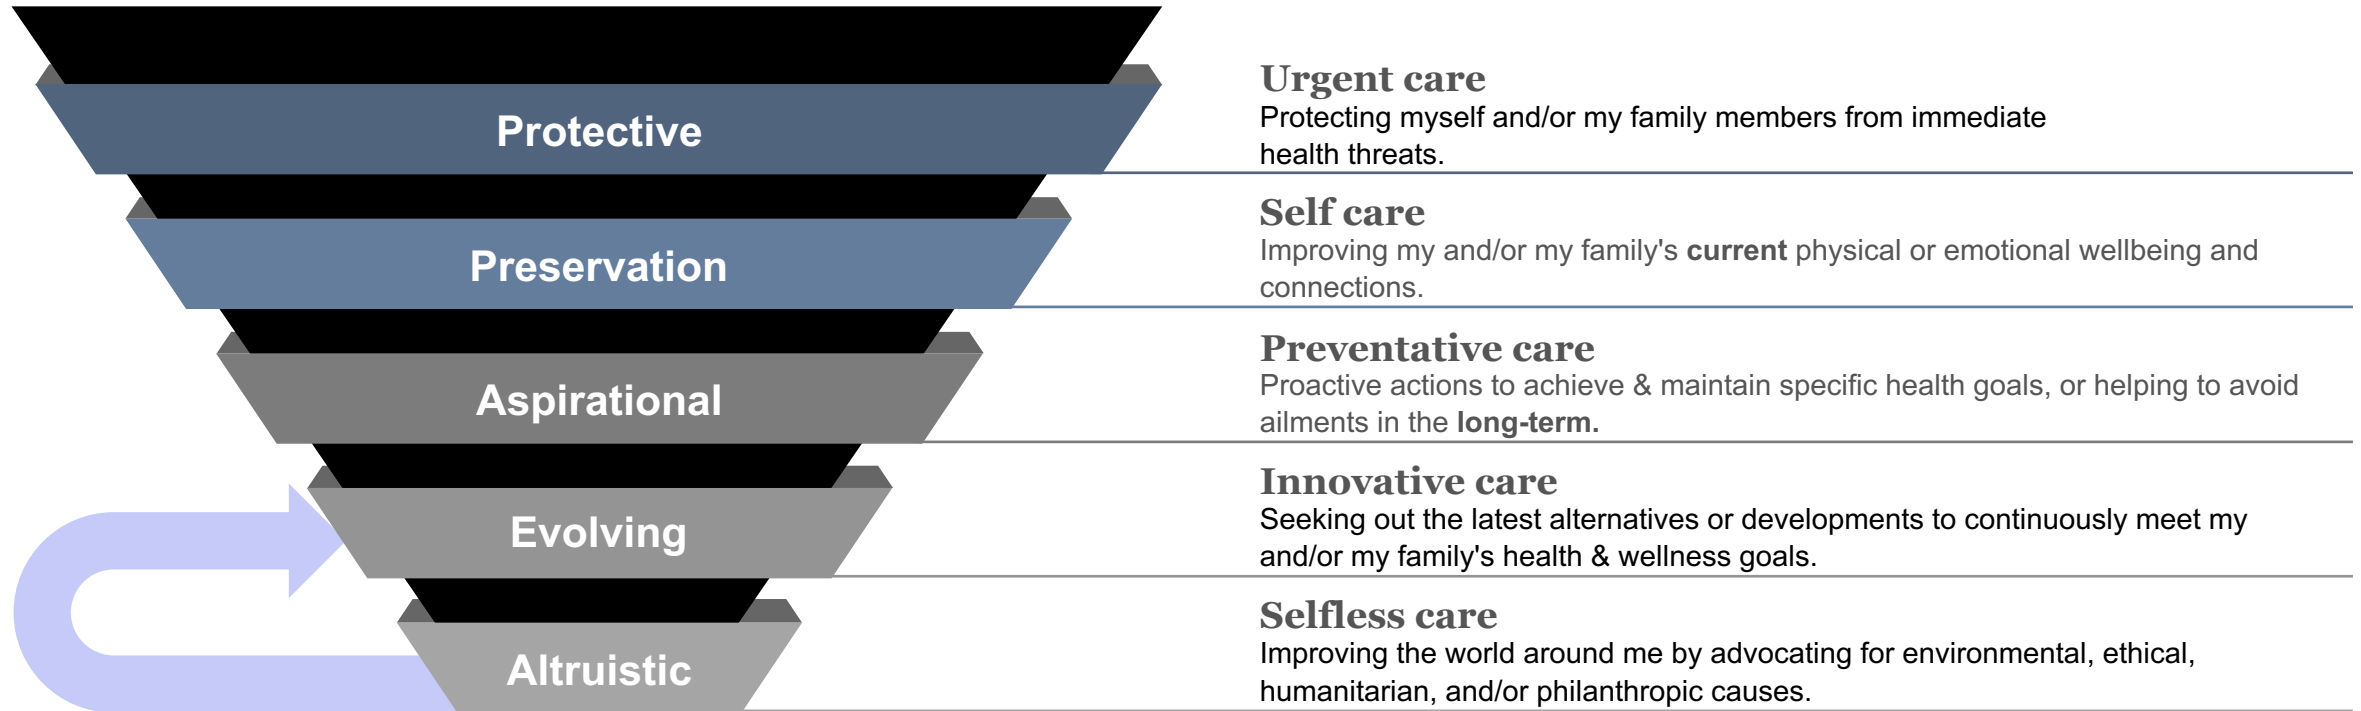 Protective
Urgent care
Protecting myself and/or my family members from immediate
health threats.
Preservation
Self care
Improving my and/or my family's current physical or emotional wellbeing and
connections.
Aspirational
Preventative care
Proactive actions to achieve & maintain specific health goals, or helping to avoid
ailments in the long-term.
Evolving
Innovative care
Seeking out the latest alternatives or developments to continuously meet my
and/or my family's health & wellness goals.
Altruistic
Selfless care
Improving the world around me by advocating for environmental, ethical,
humanitarian, and/or philanthropic causes.